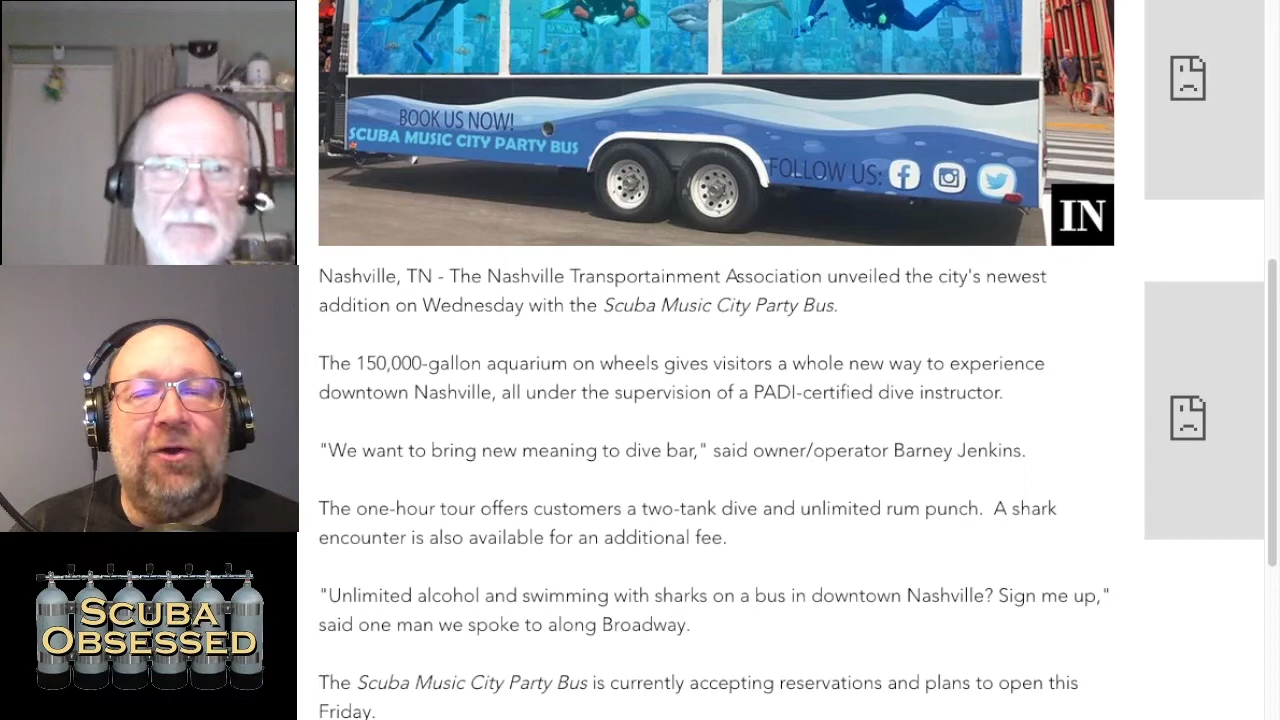 BOOK US NOW!
SCUBA MUSIC CITY PARTY BUS
FOLLOW US:
IN
Nashville, TN - The Nashville Transportainment Association unveiled the city's newest
addition on Wednesday with the Scuba Music City Party Bus.
The 150,000-gallon aquarium on wheels gives visitors a whole new way to experience
downtown Nashville, all under the supervision of a PADI-certified dive instructor.
"We want to bring new meaning to dive bar," said owner/operator Barney Jenkins.
The one-hour tour offers customers a two-tank dive and unlimited rum punch.  A shark
encounter is also available for an additional fee.
"Unlimited alcohol and swimming with sharks on a bus in downtown Nashville? Sign me up,"
said one man we spoke to along Broadway.
The Scuba Music City Party Bus is currently accepting reservations and plans to open this
Friday.
SCUBA
OBSESSED